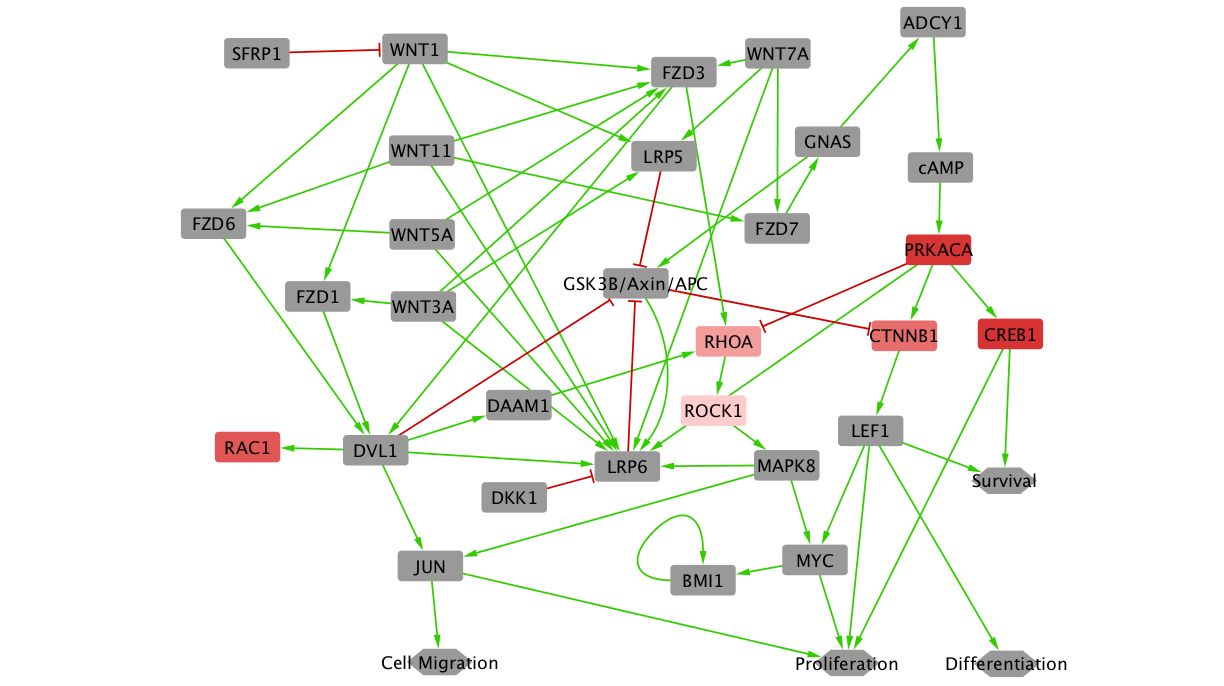 ADCY1
SFRP1
WNT1
WNT7A
FZD3
GNAS
WNT11
LRP5
cAMP
FZD6
WNT5A
FZD7
PRKACA
GSK3B/Axin/APC
FZD1
WNT3A
RHOA
CTNNB1
CREB1
DAAM1
ROCK1
LEF1
RAC1
DVL1
LRP6
MAPK8
Survival
DKK1
JUN
BMI1
MYC
Cell Migration
Proliferation
Differentiation